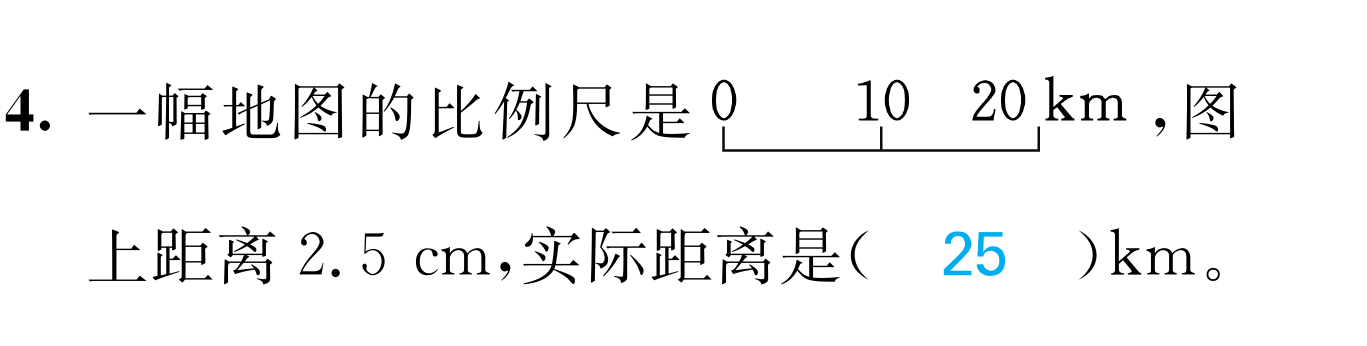 4. 一幅地图的比例尺是 0 10 20 km ,图
上距离 2.5 cm,实际距离是( 25 )km。